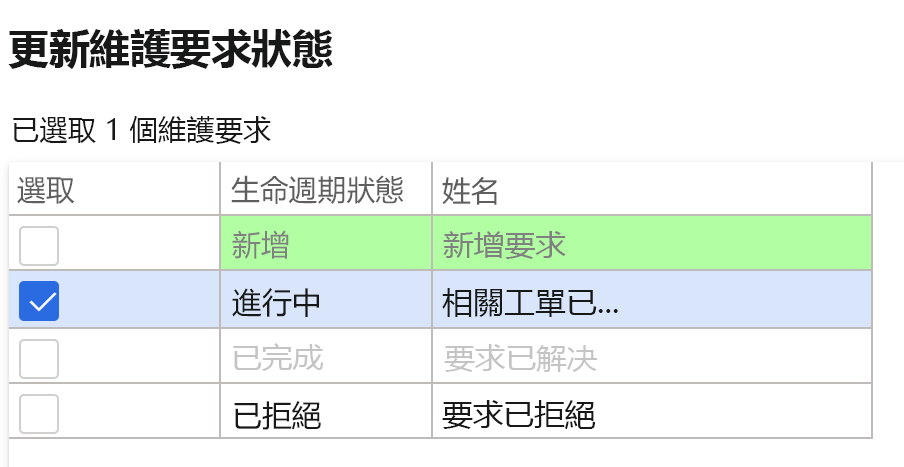 更新維護要求狀態
已選取 1 個維護要求
選取 生命週期狀態 姓名
新增 新增要求
進行中 相關工單已...
已完成 要求已解決
已拒絕 要求已拒絕